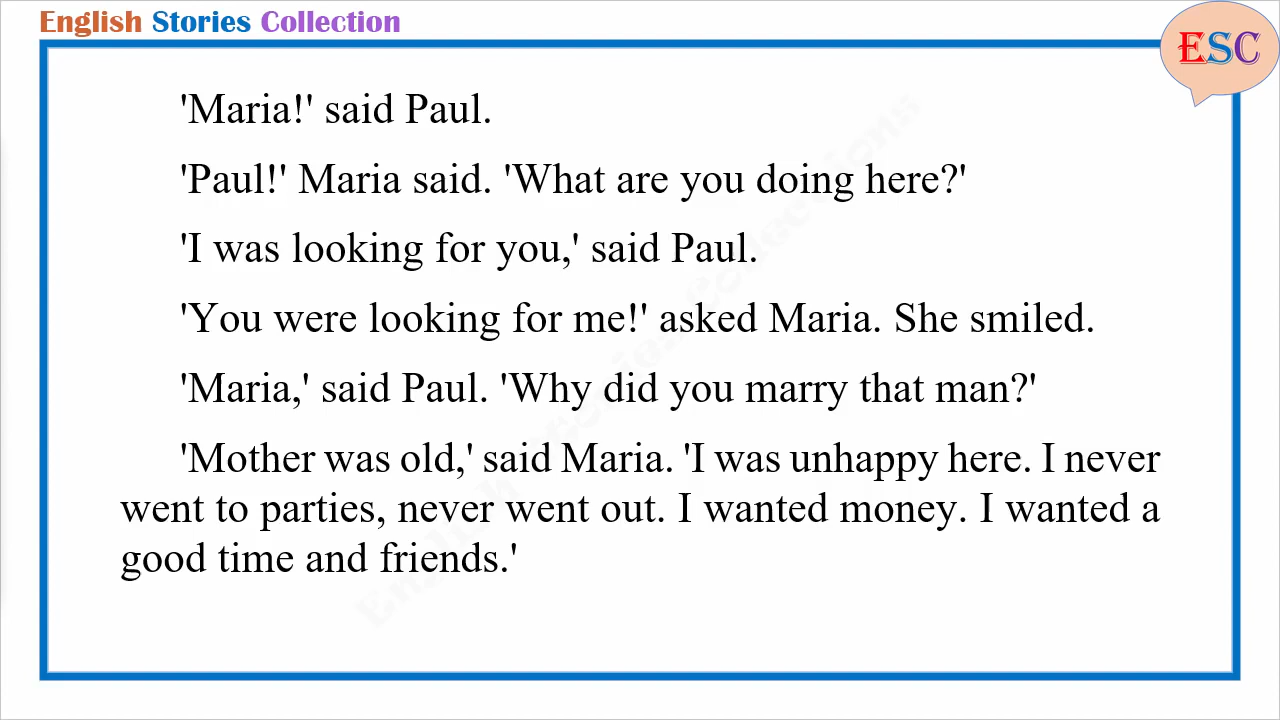 English Stories Collection
ESC
'Maria!' said Paul.
'Paul!' Maria said. 'What are you doing here?'
'I was looking for you,' said Paul.
'You were looking for me!' asked Maria. She smiled.
'Maria,' said Paul. 'Why did you marry that man?'
'Mother was old,' said Maria. 'I was unhappy here. I never
went to parties, never went out. I wanted money. I wanted a
good time and friends.'